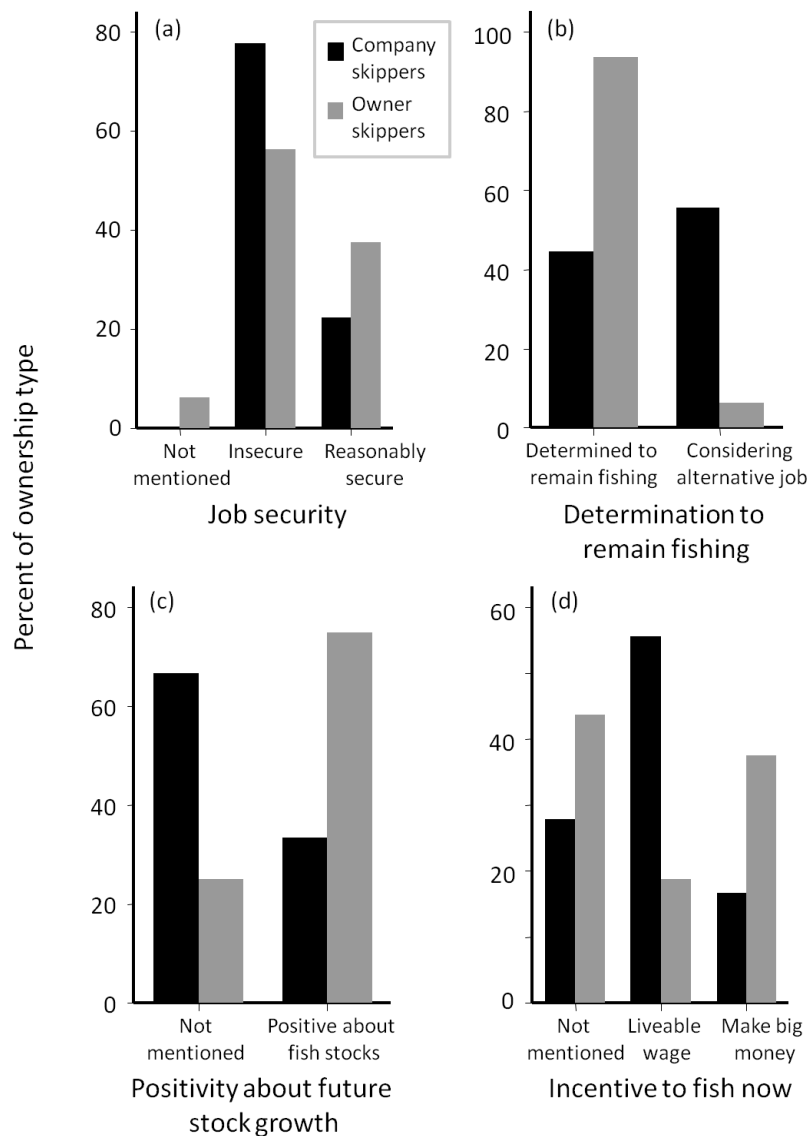 Percent of ownership type
(a)
Company
skippers
Owner
skippers
80
60
40
20
0
Not
mentioned
Insecure
Reasonably
secure
Job security
(b)
100
80
60
40
20
0
Determined to
remain fishing
Considering
alternative job
Determination to
remain fishing
(c)
80
60
40
20
0
Not
mentioned
Positive about
fish stocks
Positivity about future
stock growth
(d)
60
40
20
0
Not
mentioned
Liveable
wage
Make big
money
Incentive to fish now